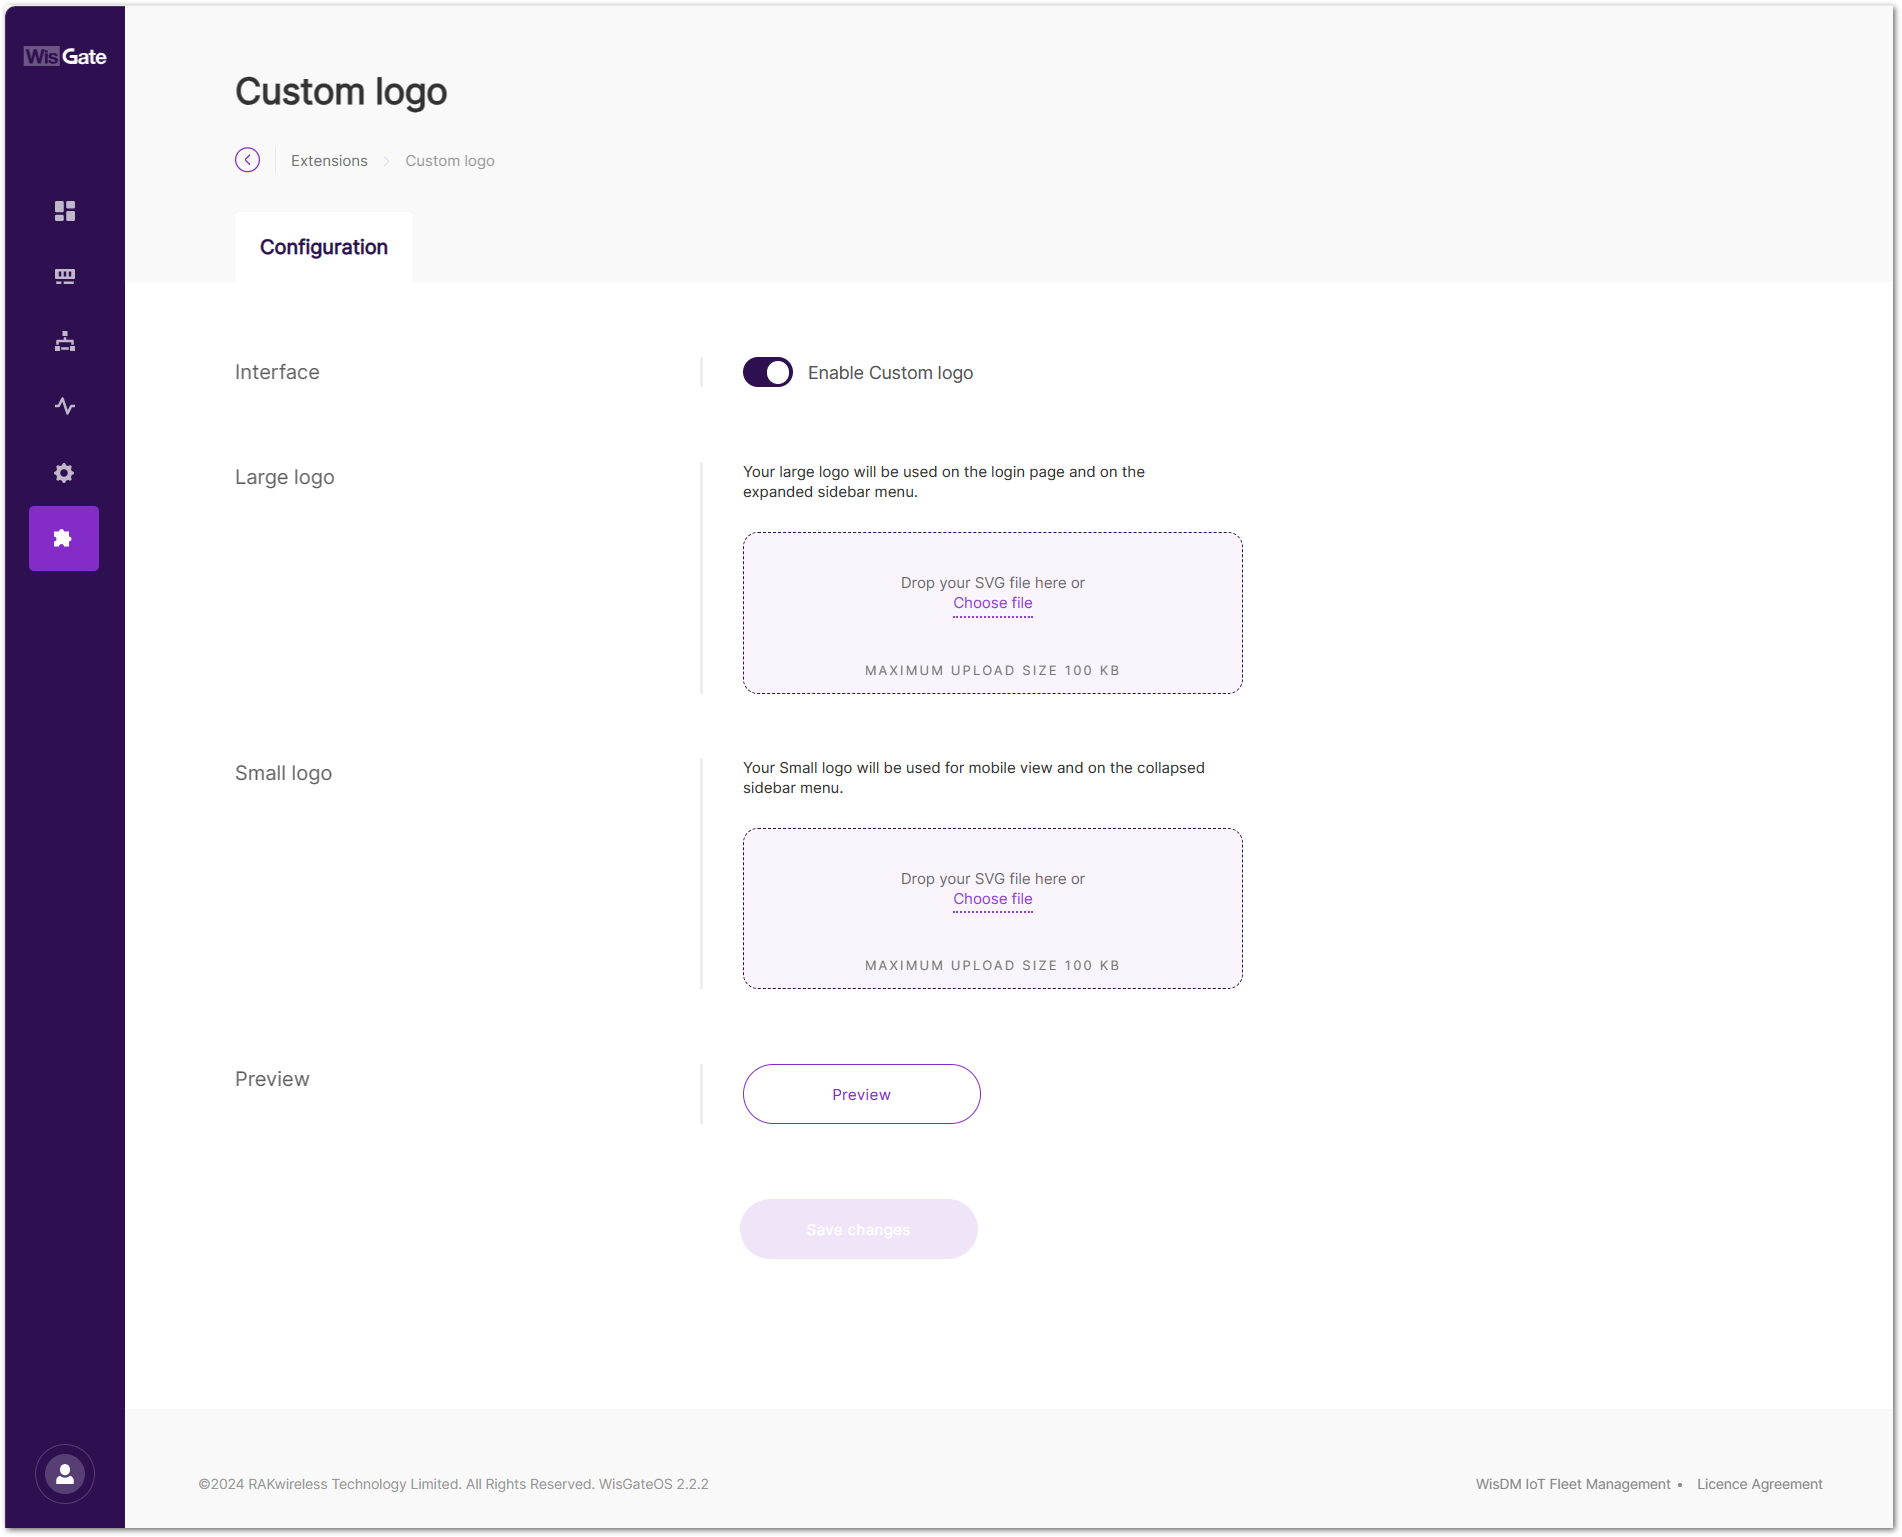 WisGate
Custom logo
Extensions
Custom logo
Configuration
Interface
Enable Custom logo
Large logo
Your large logo will be used on the login page and on the
expanded sidebar menu.
Drop your SVG file here or
Choose file
MAXIMUM UPLOAD SIZE 100 KB
Small logo
Your Small logo will be used for mobile view and on the collapsed
sidebar menu.
Drop your SVG file here or
Choose file
MAXIMUM UPLOAD SIZE 100 KB
Preview
Preview
Save changes
©2024 RAKwireless Technology Limited. All Rights Reserved. WisGateOS 2.2.2
WisDM IoT Fleet Management • Licence Agreement